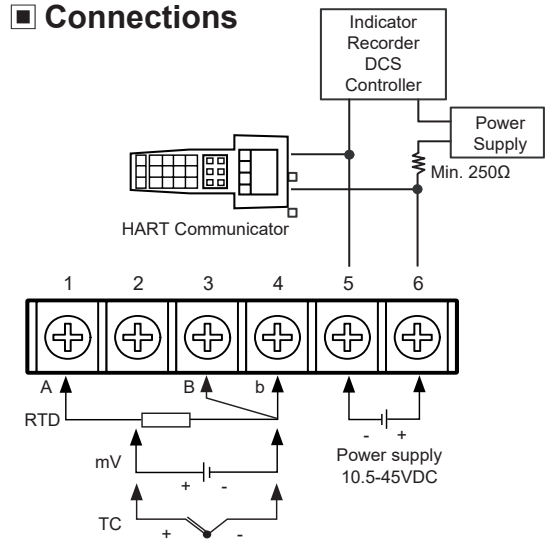 Connections
Indicator
Recorder
DCS
Controller
Power
Supply
Min. 250Ω
HART Communicator
1 2 3 4 5 6
A B b
RTD
- +
mV
Power supply
10.5-45VDC
+ -
TC
+ -